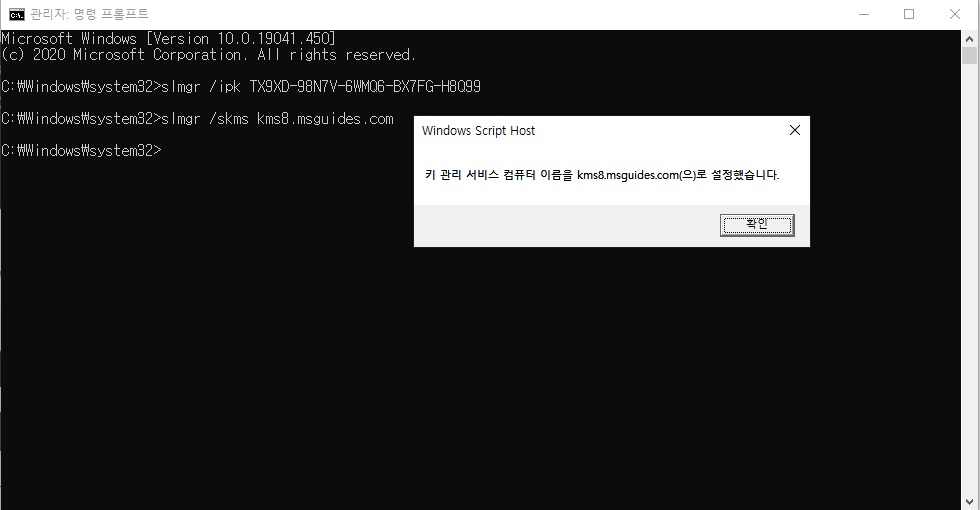 관리자: 명령 프롬프트
Microsoft Windows [Version 10.0.19041.450]
(c) 2020 Microsoft Corporation. All rights reserved.
C:\Windows\system32>slmgr /ipk TX9XD-98N7V-6WMQ6-BX7FG-H8Q99
C:\Windows\system32>slmgr /skms kms8.msguides.com
C:\Windows\system32>
Windows Script Host
키 관리 서비스 컴퓨터 이름을 kms8.msguides.com(으)로 설정했습니다.
확인